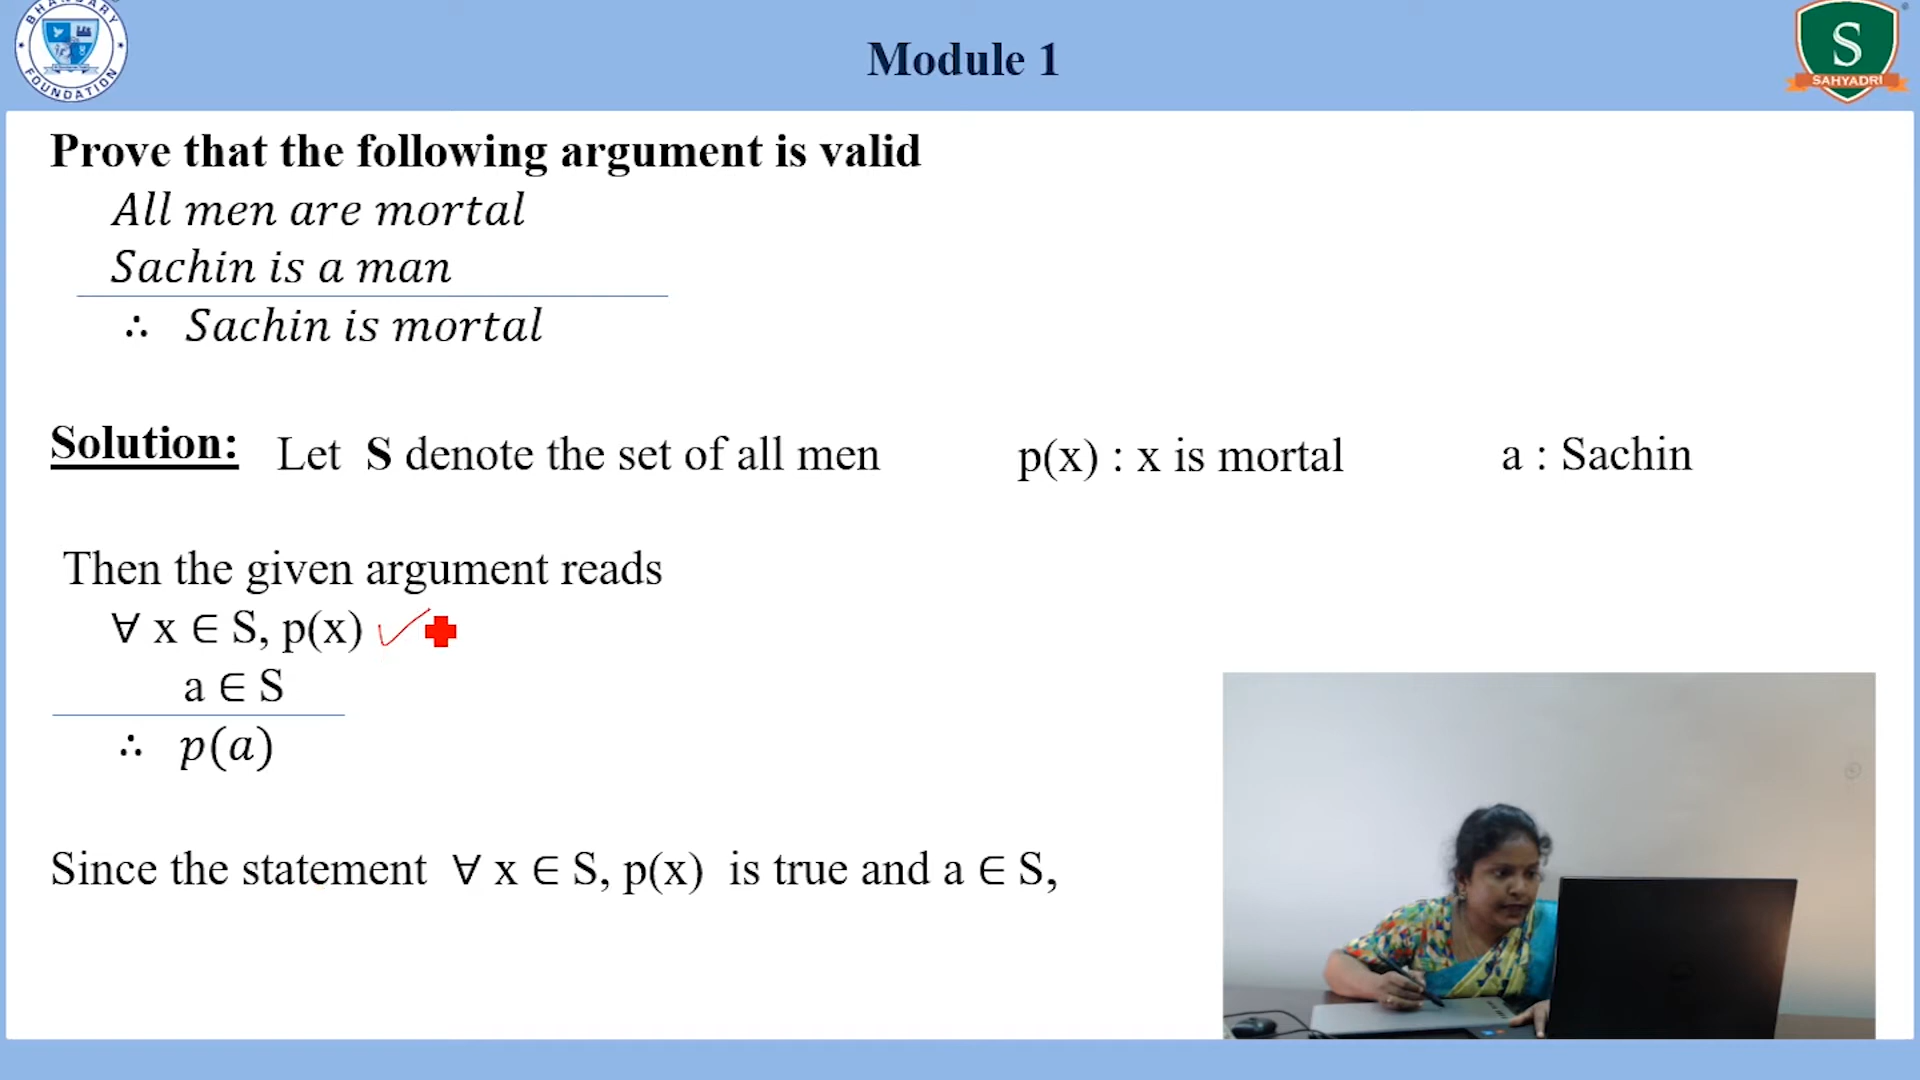 BHANDARY
FOUNDATION
Module 1
S
SAHYADRI
Prove that the following argument is valid
All men are mortal
Sachin is a man
∴ Sachin is mortal
Solution: Let S denote the set of all men p(x) : x is mortal a : Sachin
Then the given argument reads
∀ x ∈ S, p(x)
a ∈ S
∴ p(a)
Since the statement ∀ x ∈ S, p(x) is true and a ∈ S,